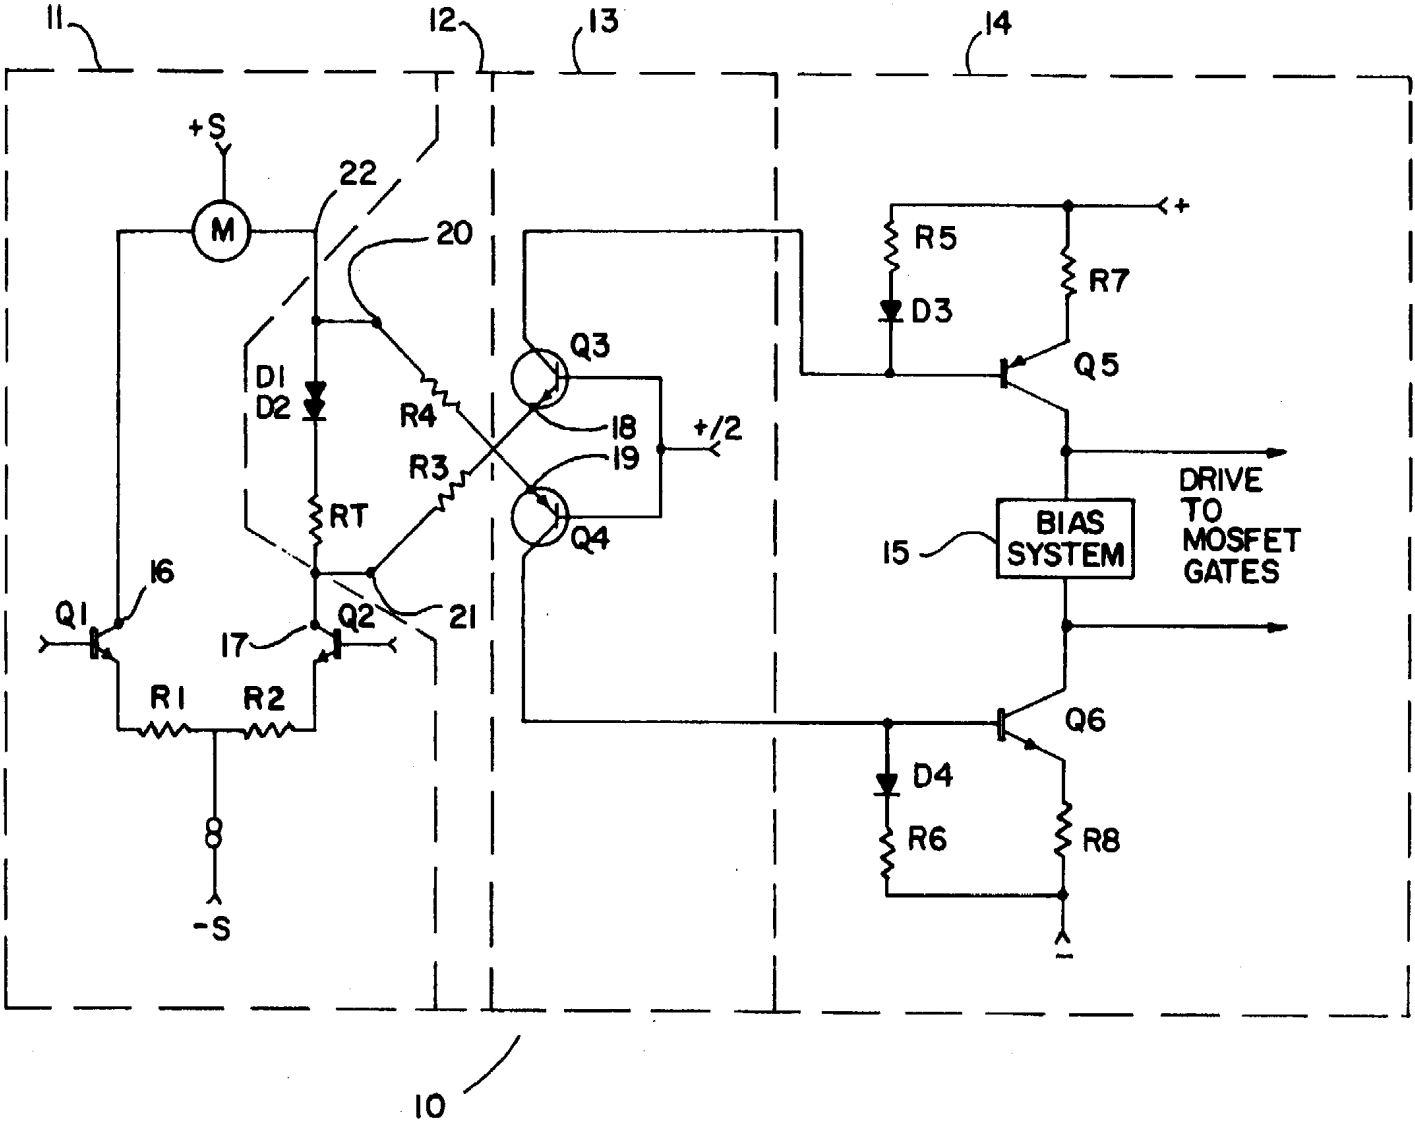 11
12
13
14
+S
22
M
20
+
R5
R7
D3
Q3
Q5
D1
D2
R4
18
+/2
R3
19
DRIVE
TO
MOSFET
GATES
RT
Q4
BIAS
SYSTEM
15
16
Q1
17
Q2
21
R1
R2
Q6
D4
R6
R8
-S
-
10